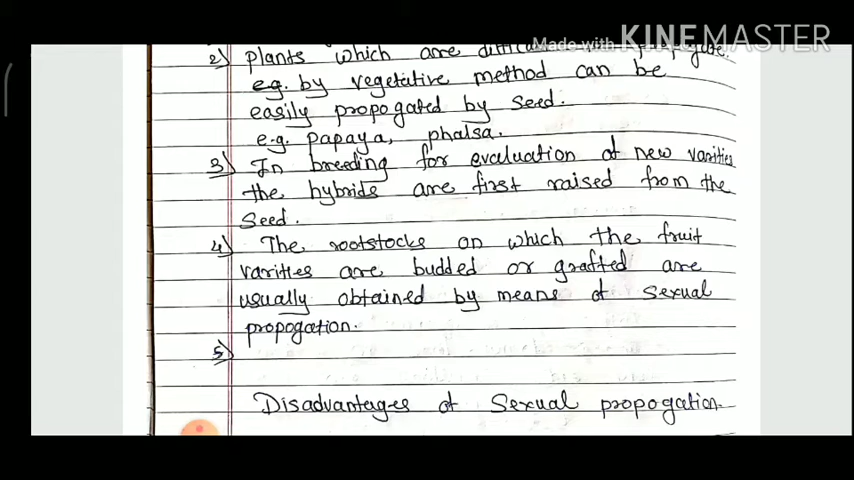 Made with KINEMASTER
2) plants which are
e.g. by vegetative method can be
easily propogated by seed.
e.g. papaya, phalsa.
3) In breeding for evaluation of new varities
the hybrids are first raised from the
seed.
4) The rootstocks on which the fruit
varities are budded or grafted are
usually obtained by means of sexual
propogation.
5)
Disadvantages of Sexual propogation